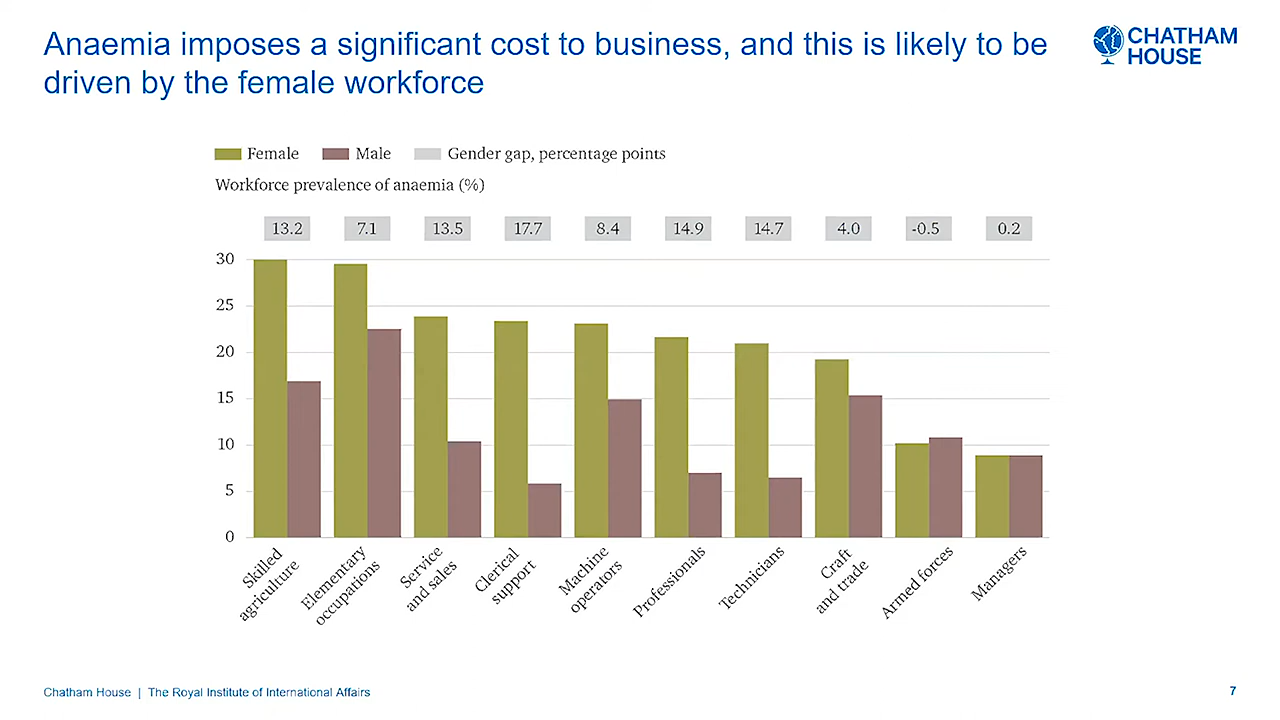 Anaemia imposes a significant cost to business, and this is likely to be
driven by the female workforce
CHATHAM
HOUSE
Female Male Gender gap, percentage points
Workforce prevalence of anaemia (%)
13.2 7.1 13.5 17.7 8.4 14.9 14.7 4.0 -0.5 0.2
30
25
20
15
10
5
0
Skilled
agriculture
Elementary
occupations
Service
and sales
Clerical
support
Machine
operators
Professionals
Technicians
Craft
and trade
Armed forces
Managers
Chatham House | The Royal Institute of International Affairs
7